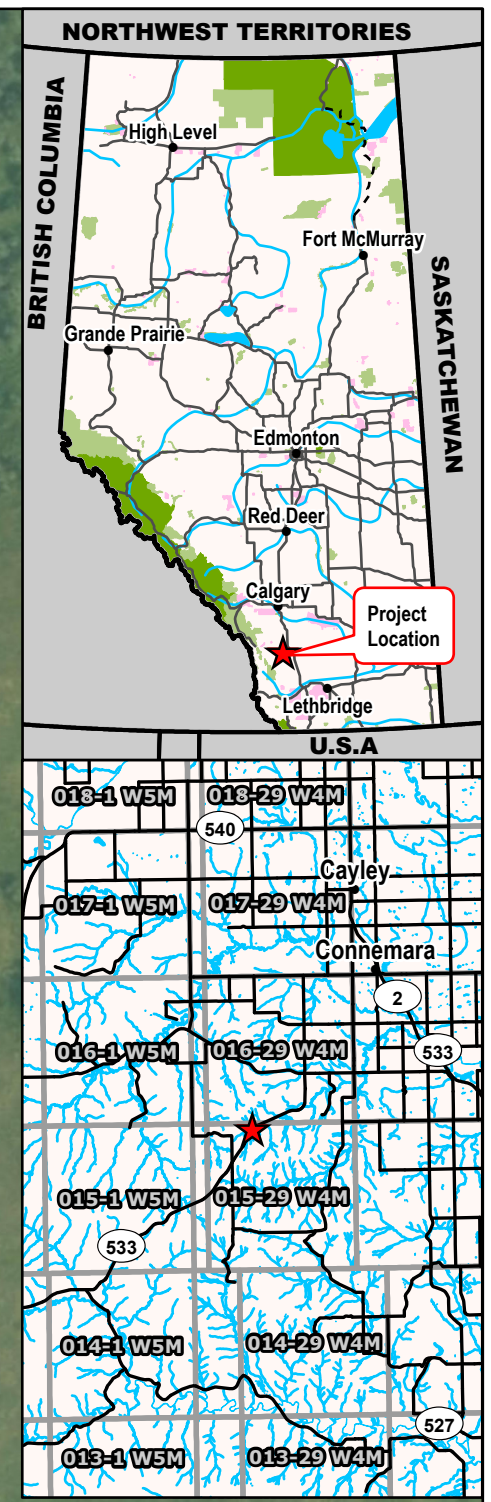 NORTHWEST TERRITORIES
BRITISH COLUMBIA
High Level
Fort McMurray
SASKATCHEWAN
Grande Prairie
Edmonton
Red Deer
Calgary
Project
Location
Lethbridge
U.S.A
018-1 W5M
018-29 W4M
540
Cayley
017-1 W5M
017-29 W4M
Connemara
2
016-1 W5M
016-29 W4M
533
015-1 W5M
015-29 W4M
533
014-1 W5M
014-29 W4M
527
013-1 W5M
013-29 W4M